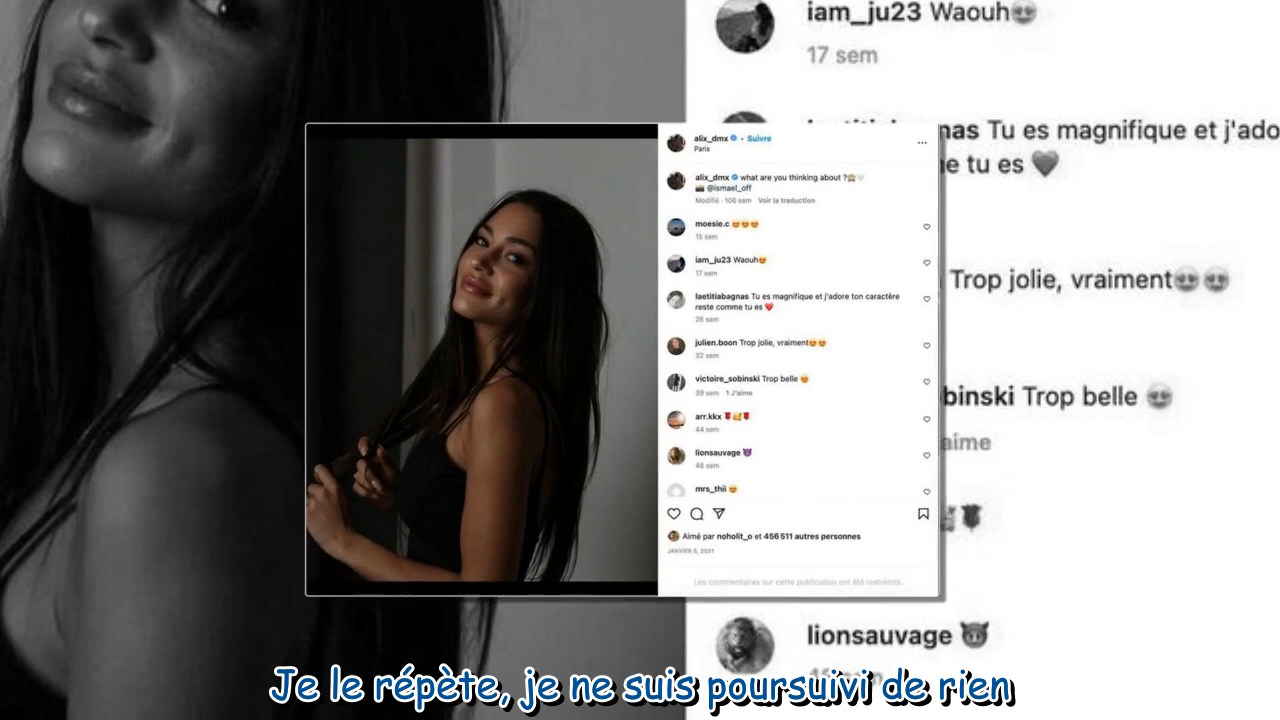 iam_ju23 Waouh😍
17 sem
nas Tu es magnifique et j'ado
e tu es ❤
Trop jolie, vraiment😍😍
binski Trop belle 😍
aime
lionsauvage 😈
alix_dmx • Suivre
Paris
alix_dmx what are you thinking about ?
📸 @ismael_off
Modifié · 106 sem Voir la traduction
moesie.c 😍😍😍
15 sem
iam_ju23 Waouh😍
17 sem
laetitiabagnas Tu es magnifique et j'adore ton caractère
reste comme tu es ❤️
26 sem
julien.boon Trop jolie, vraiment😍😍
32 sem
victoire_sobinski Trop belle 😍
39 sem 1 J'aime
arr.kkx 🌹🥰🌹
44 sem
lionsauvage 😈
48 sem
mrs_thii 😍
Aimé par noholit_o et 456 511 autres personnes
JANVIER 5, 2021
Les commentaires sur cette publication ont été restreints.
Je le répète, je ne suis poursuivi de rien